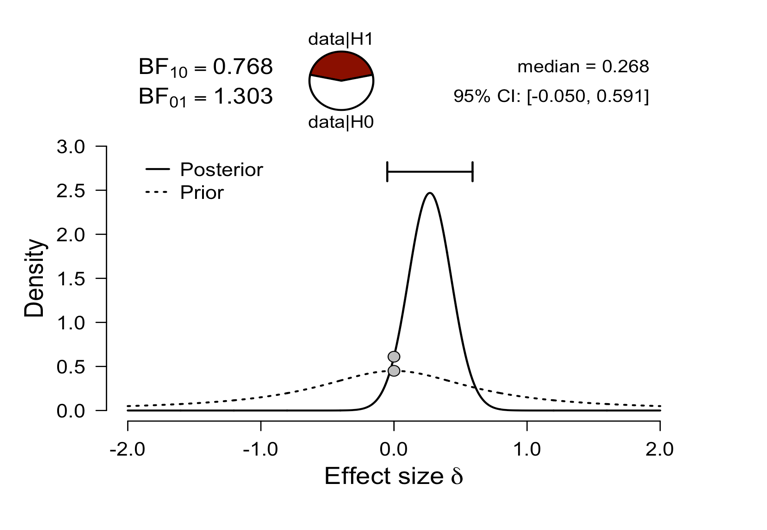 data|H1
BF₁₀ = 0.768
BF₀₁ = 1.303
data|H0
median = 0.268
95% CI: [-0.050, 0.591]
3.0
2.5
2.0
1.5
1.0
0.5
0.0
Density
Posterior
Prior
-2.0 -1.0 0.0 1.0 2.0
Effect size δ